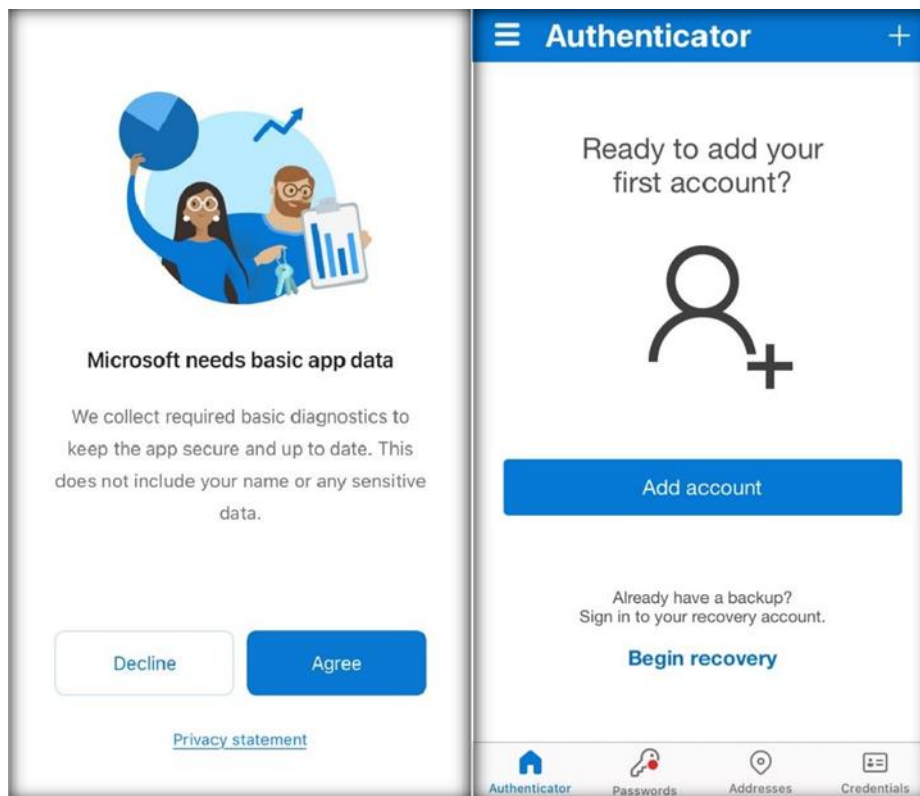 Microsoft needs basic app data
We collect required basic diagnostics to
keep the app secure and up to date. This
does not include your name or any sensitive
data.
Decline
Agree
Privacy statement
Authenticator
Ready to add your
first account?
Add account
Already have a backup?
Sign in to your recovery account.
Begin recovery
Authenticator
Passwords
Addresses
Credentials